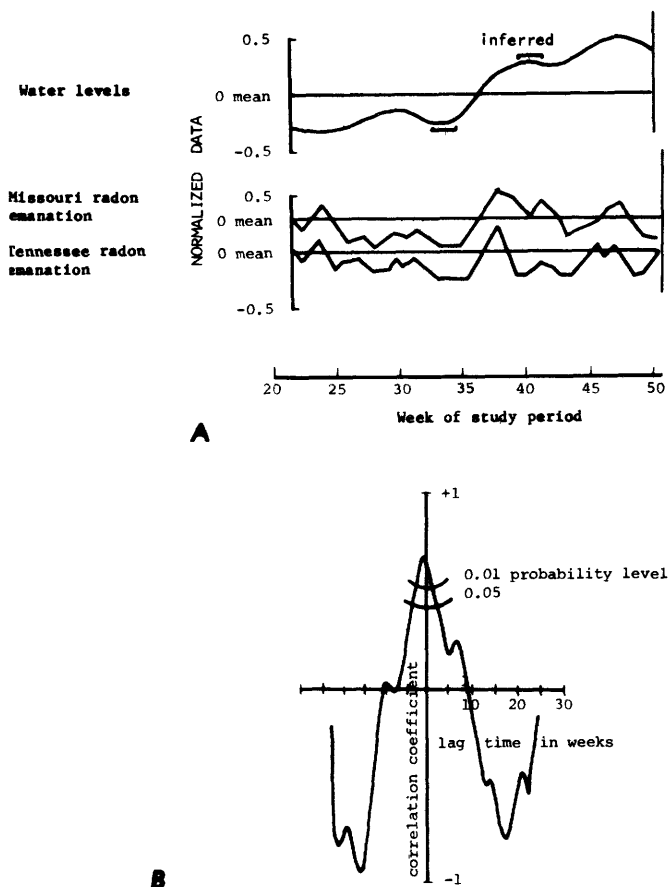 0.5
inferred
Water levels
0 mean
-0.5
NORMALIZED DATA
Missouri radon
emanation
0.5
0 mean
Tennessee radon
emanation
0 mean
-0.5
20 25 30 35 40 45 50
Week of study period
A
+1
0.01 probability level
0.05
correlation coefficient
10 20 30
lag time in weeks
-1
B